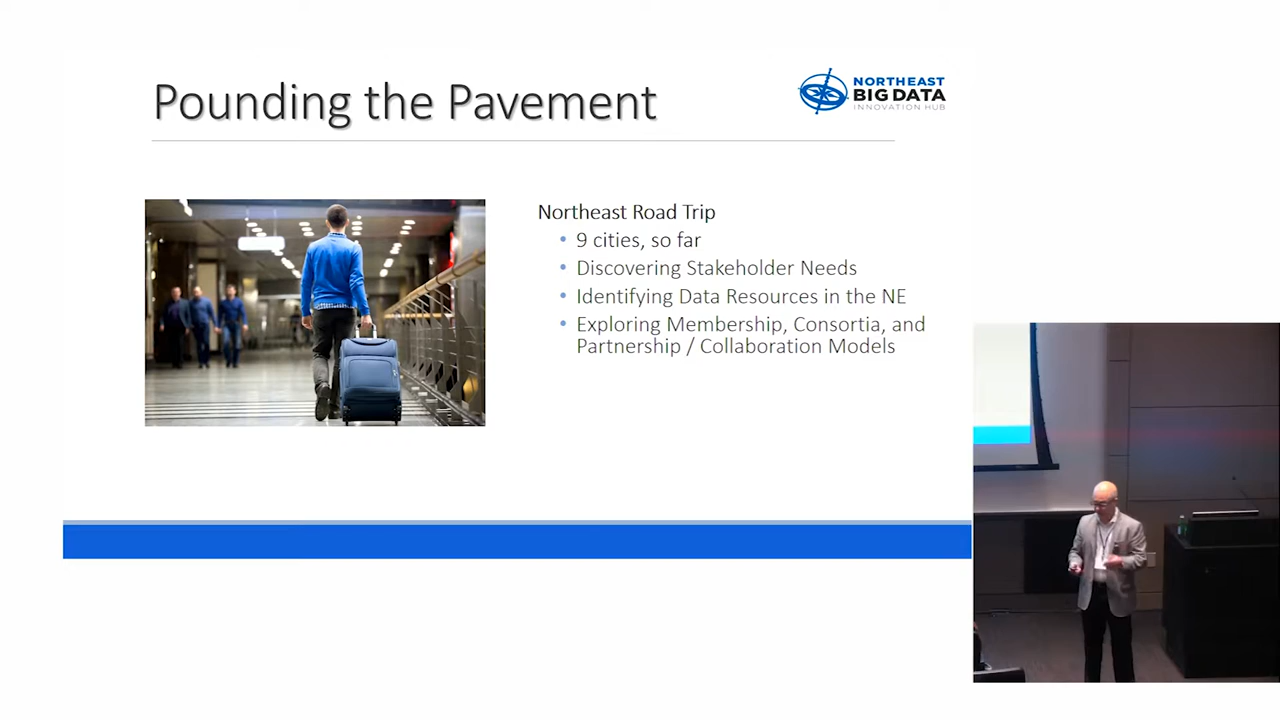 Pounding the Pavement
NORTHEAST
BIG DATA
INNOVATION HUB
Northeast Road Trip
• 9 cities, so far
• Discovering Stakeholder Needs
• Identifying Data Resources in the NE
• Exploring Membership, Consortia, and
Partnership / Collaboration Models